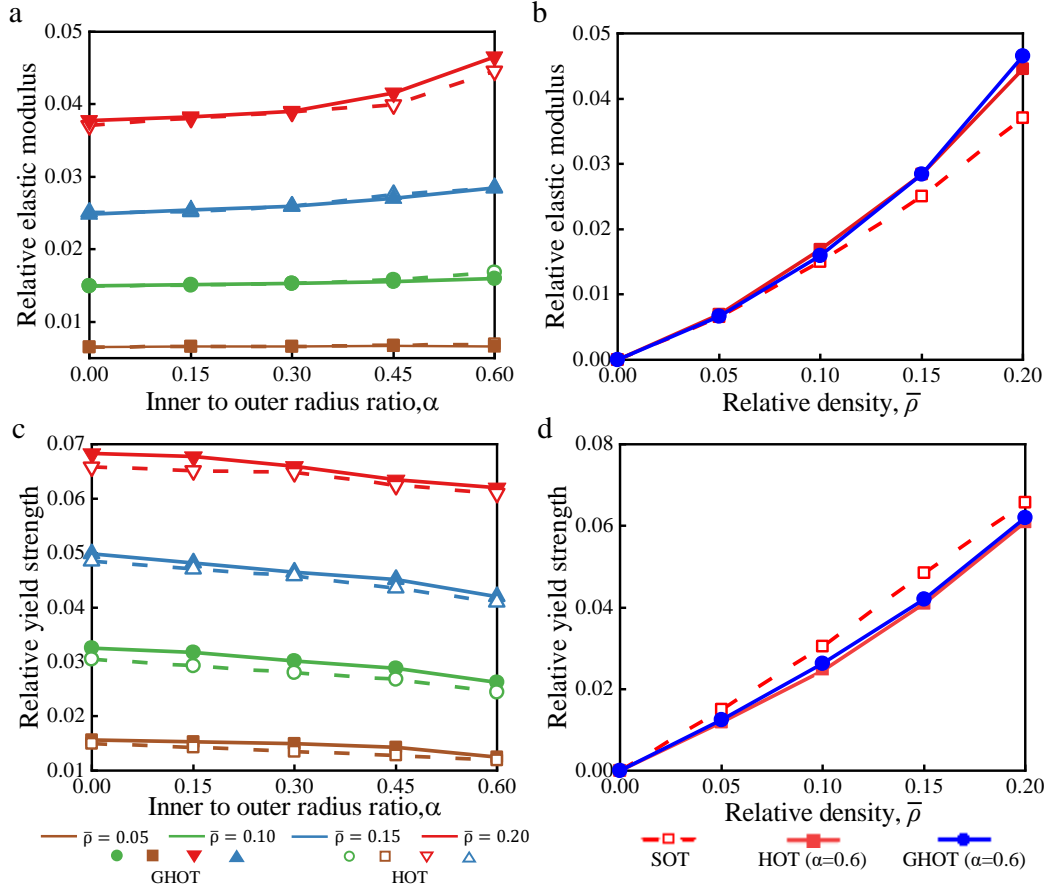 a
Relative elastic modulus
0.05
0.04
0.03
0.02
0.01
0.00 0.15 0.30 0.45 0.60
Inner to outer radius ratio,α
b
Relative elastic modulus
0.05
0.04
0.03
0.02
0.01
0.00
0.00 0.05 0.10 0.15 0.20
Relative density, ρ̅
c
Relative yield strength
0.07
0.06
0.05
0.04
0.03
0.02
0.01
0.00 0.15 0.30 0.45 0.60
Inner to outer radius ratio,α
d
Relative yield strength
0.08
0.06
0.04
0.02
0.00
0.00 0.05 0.10 0.15 0.20
Relative density, ρ̅
ρ̅ = 0.05 ρ̅ = 0.10 ρ̅ = 0.15 ρ̅ = 0.20
GHOT HOT
SOT HOT (α=0.6) GHOT (α=0.6)